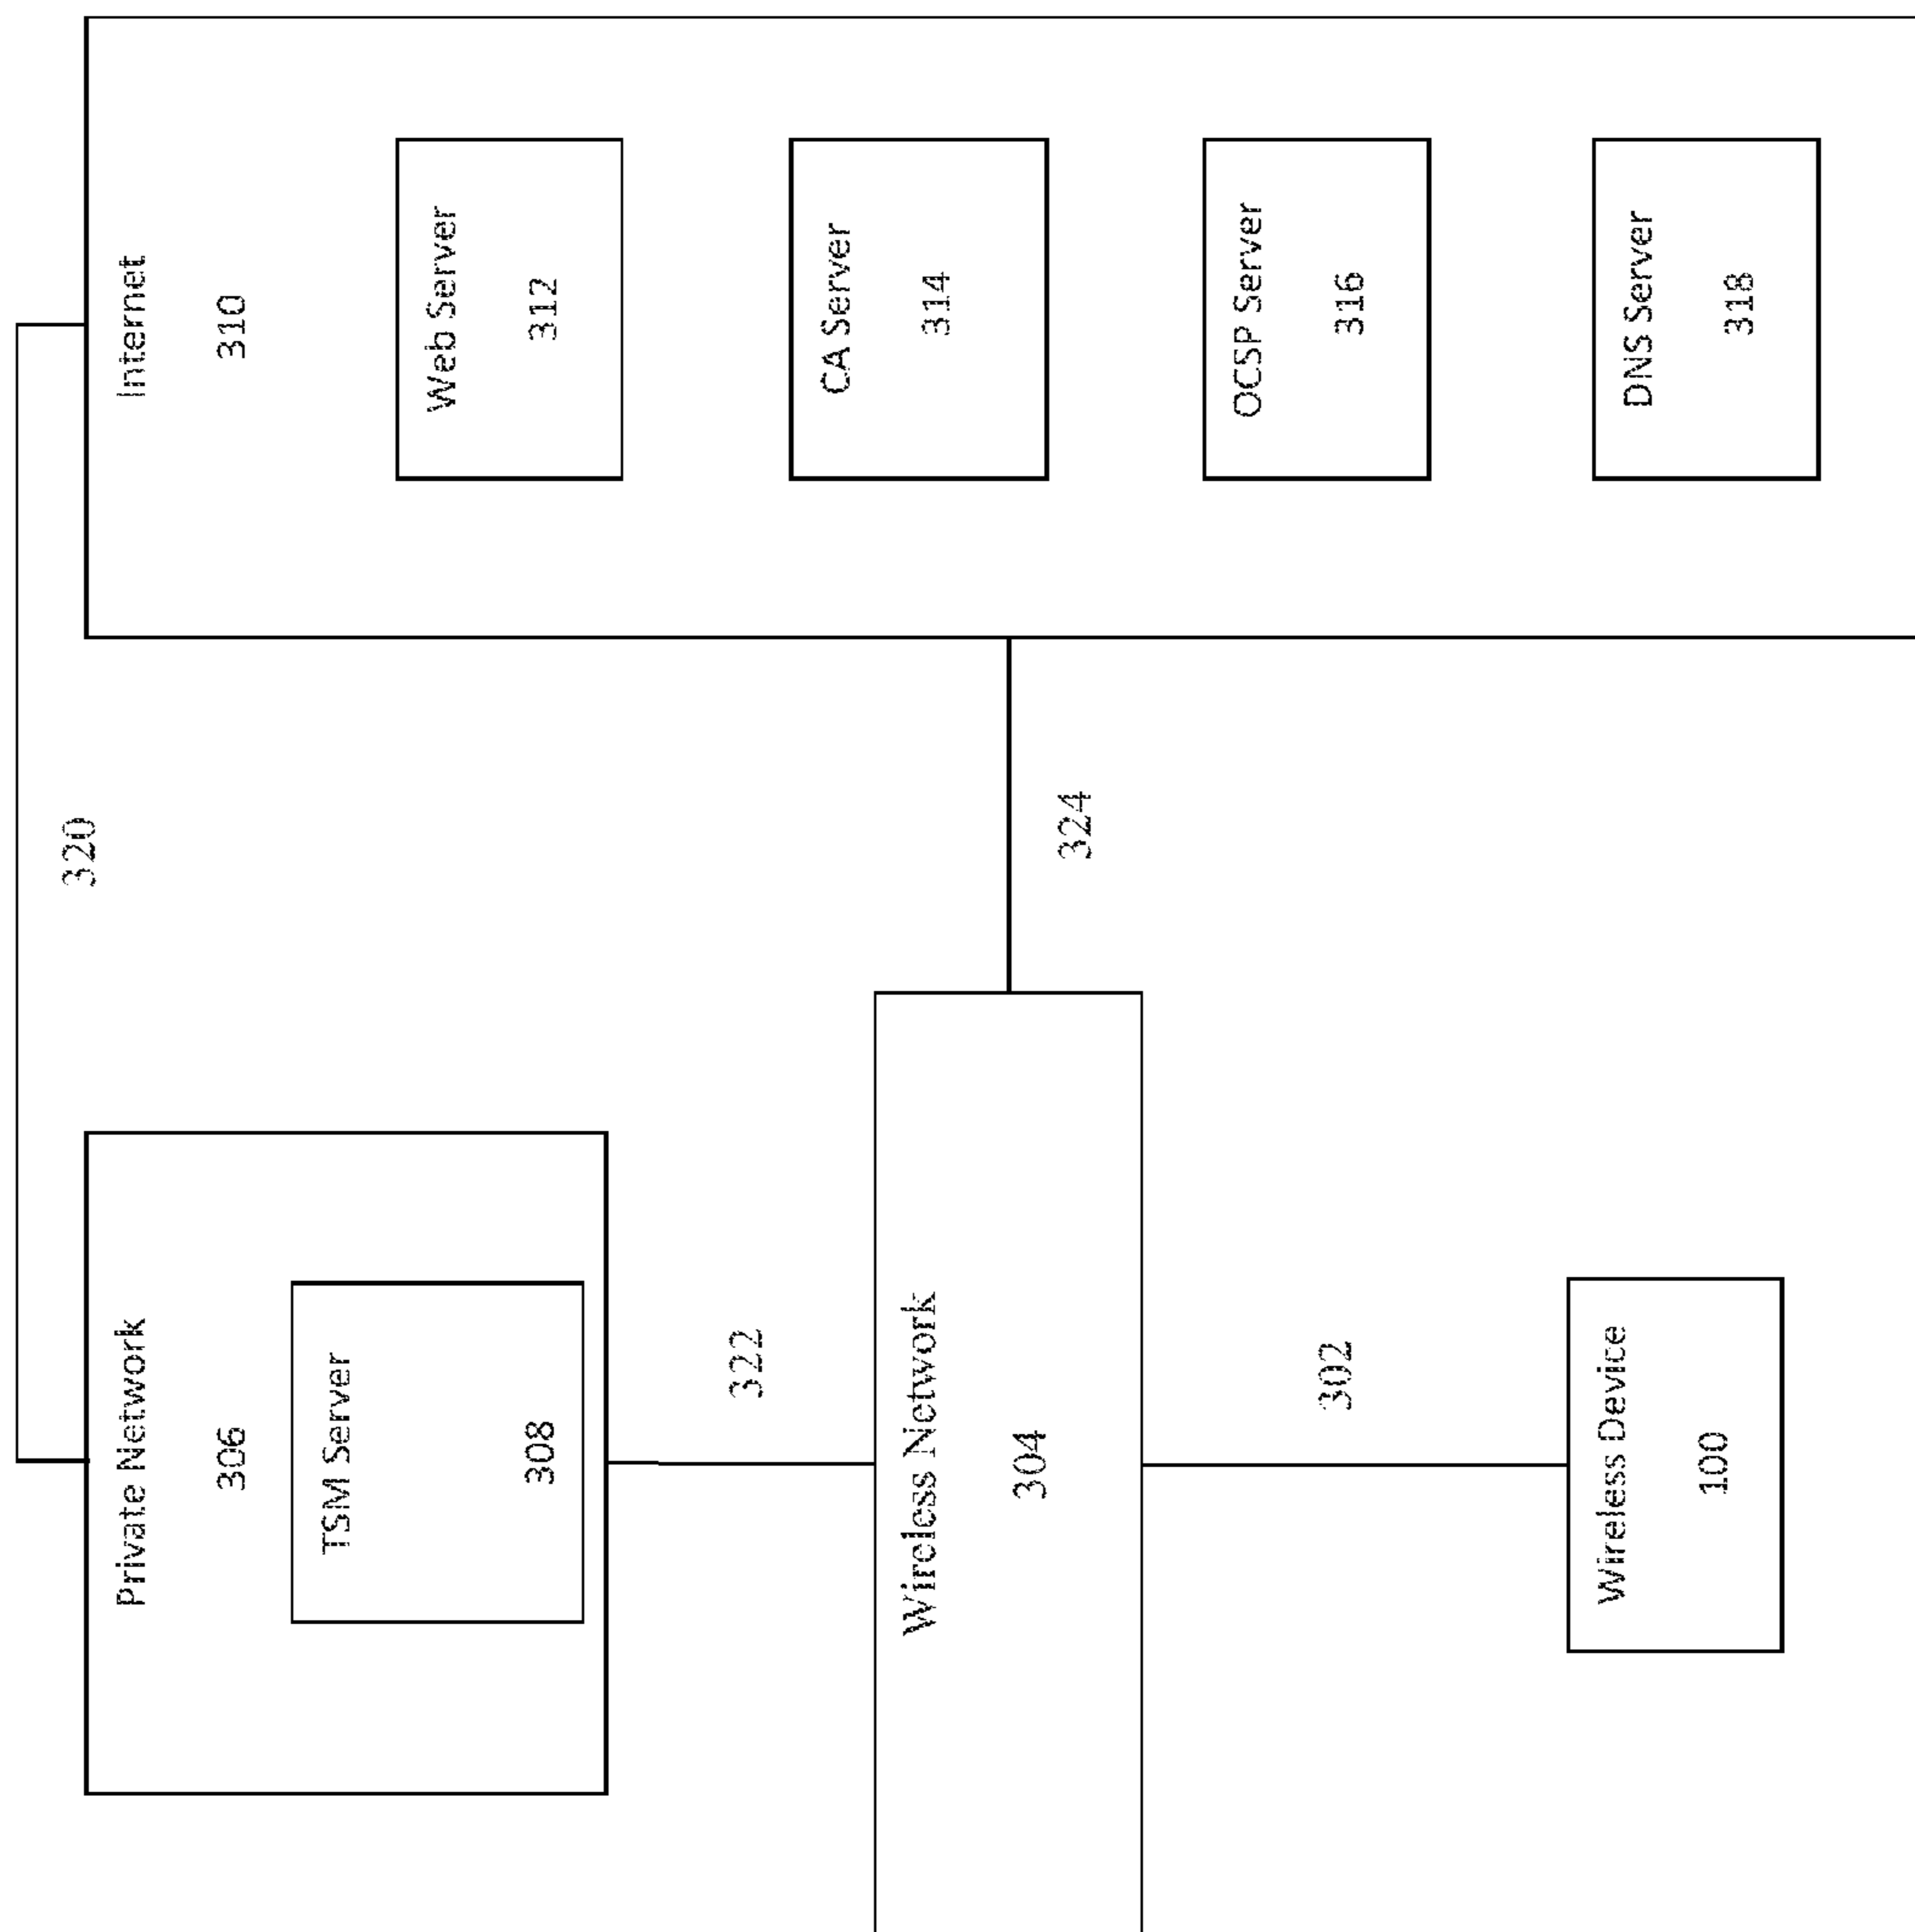 Private Network
306
TSM Server
308
322
Wireless Network
304
302
Wireless Device
100
320
324
Internet
310
Web Server
312
CA Server
314
OCSP Server
316
DNS Server
318